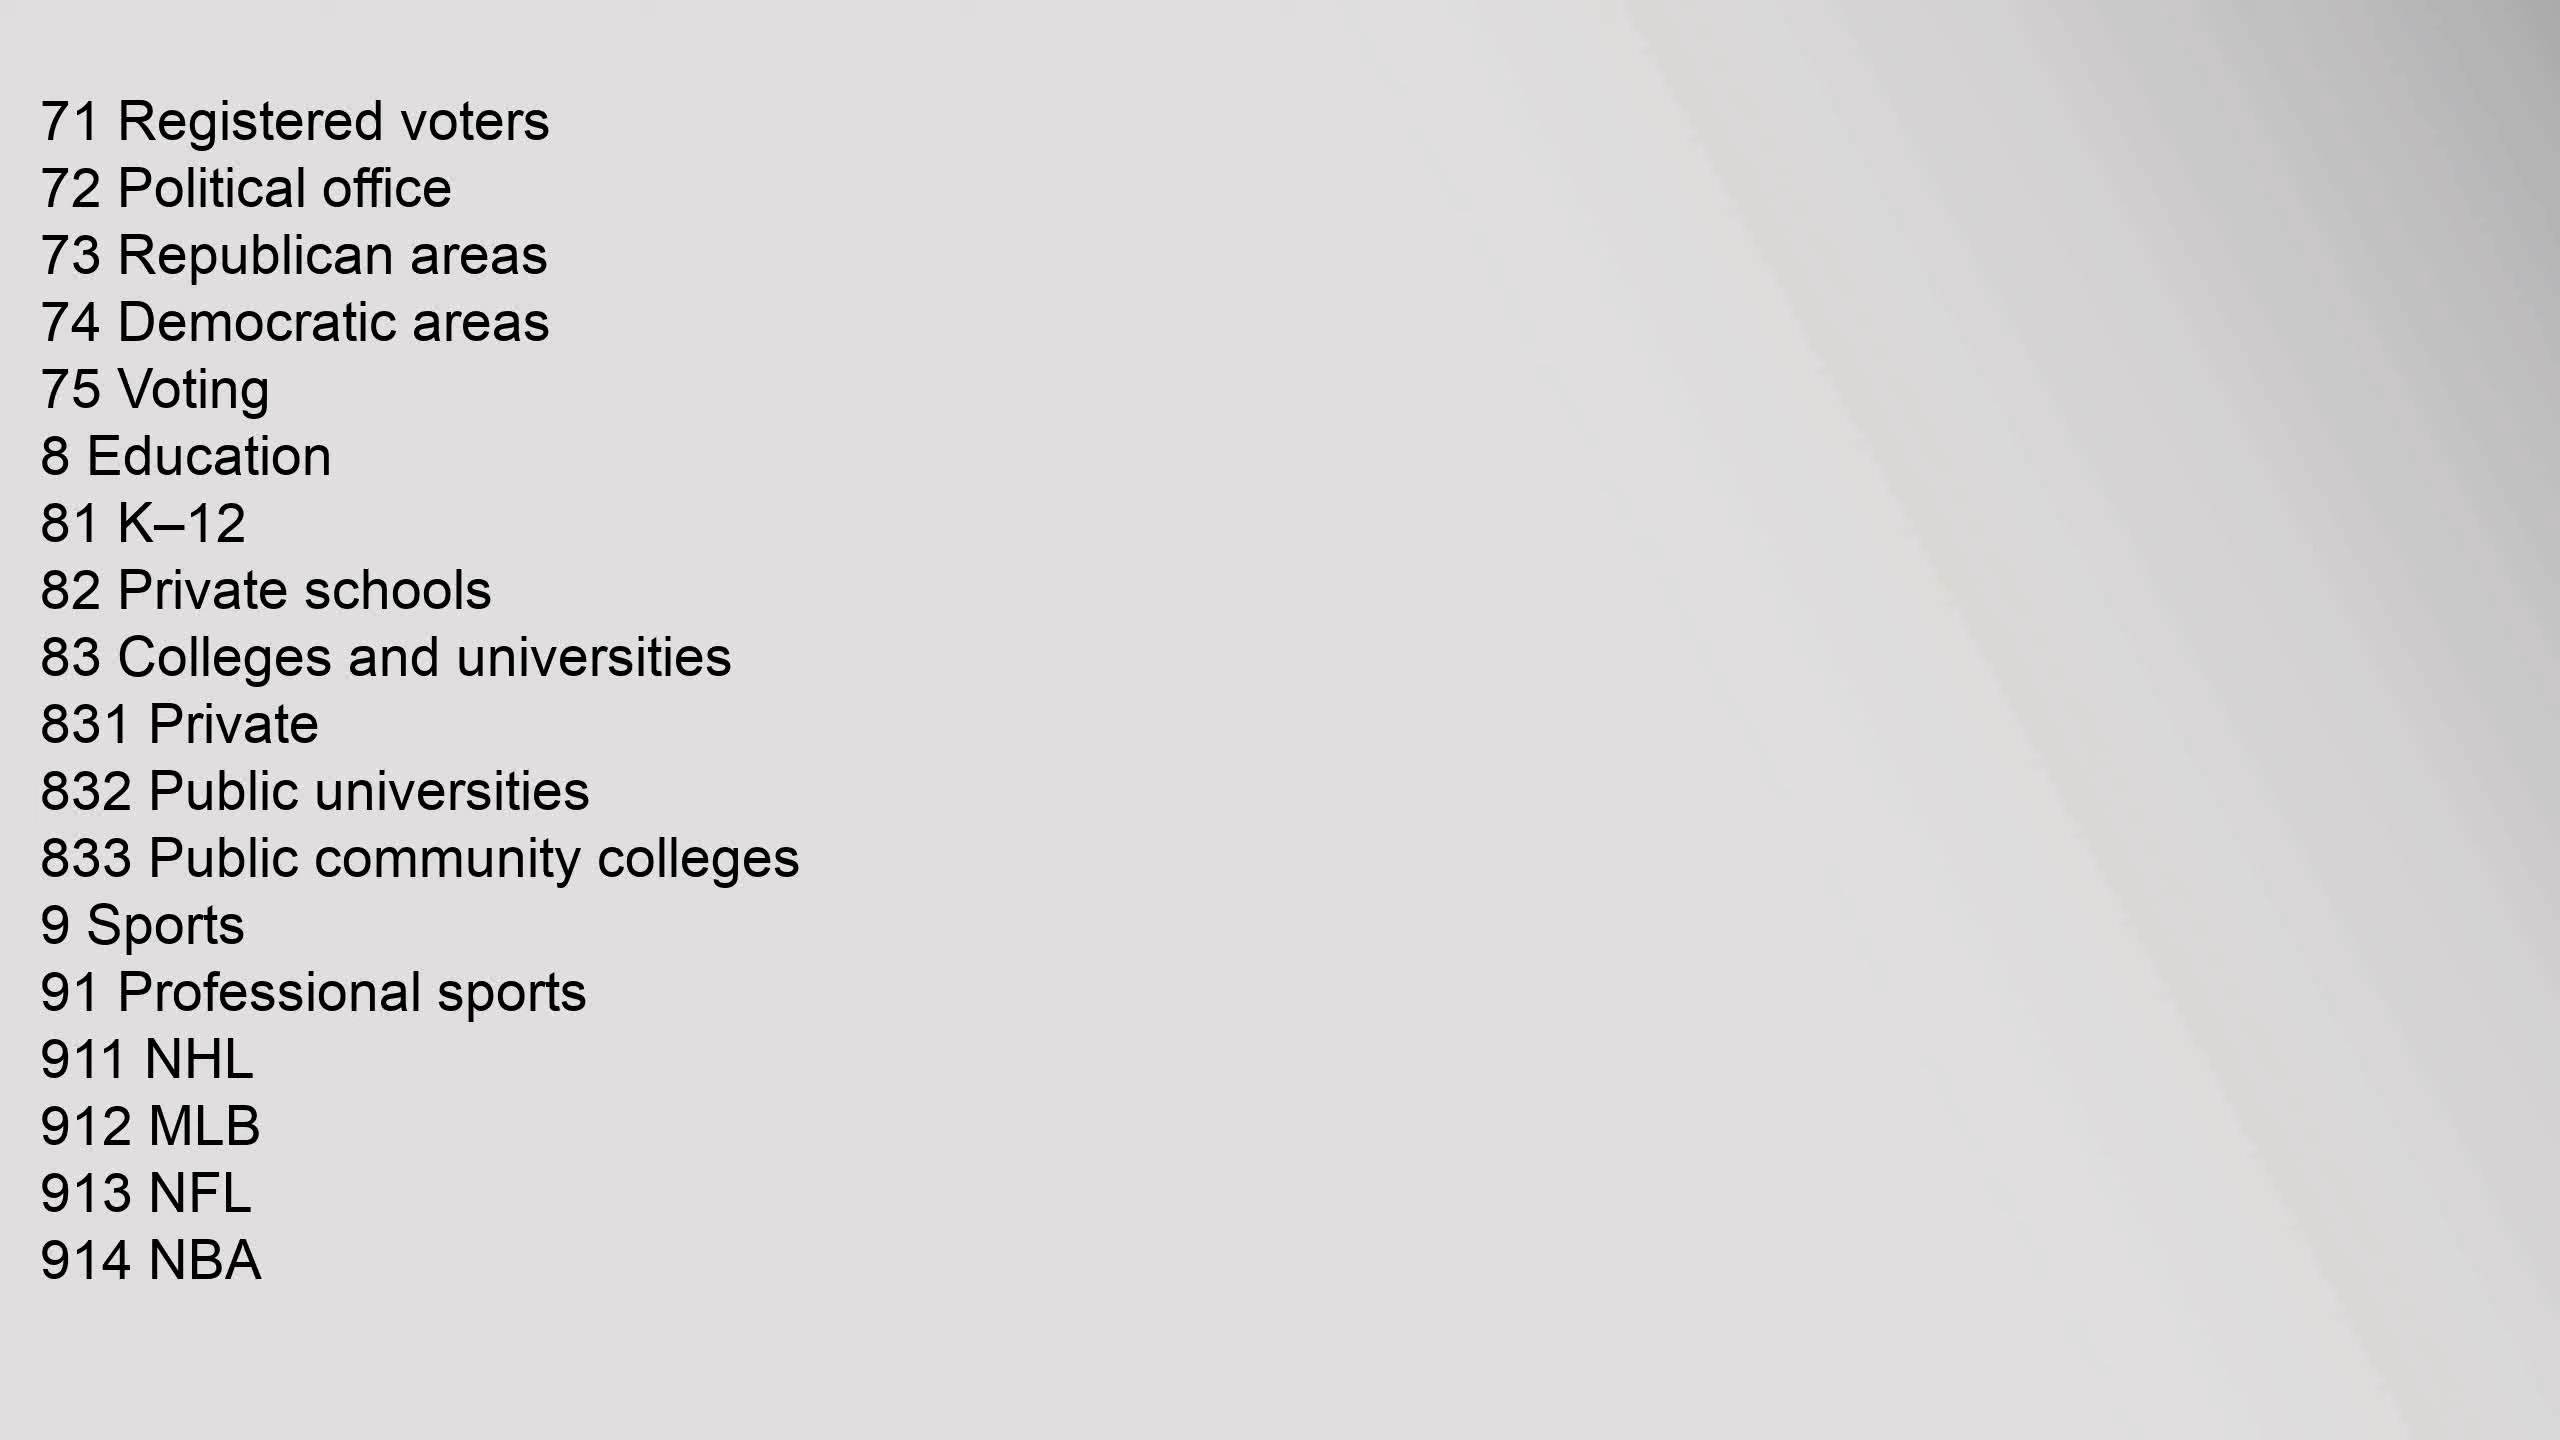 71 Registered voters
72 Political office
73 Republican areas
74 Democratic areas
75 Voting
8 Education
81 K–12
82 Private schools
83 Colleges and universities
831 Private
832 Public universities
833 Public community colleges
9 Sports
91 Professional sports
911 NHL
912 MLB
913 NFL
914 NBA